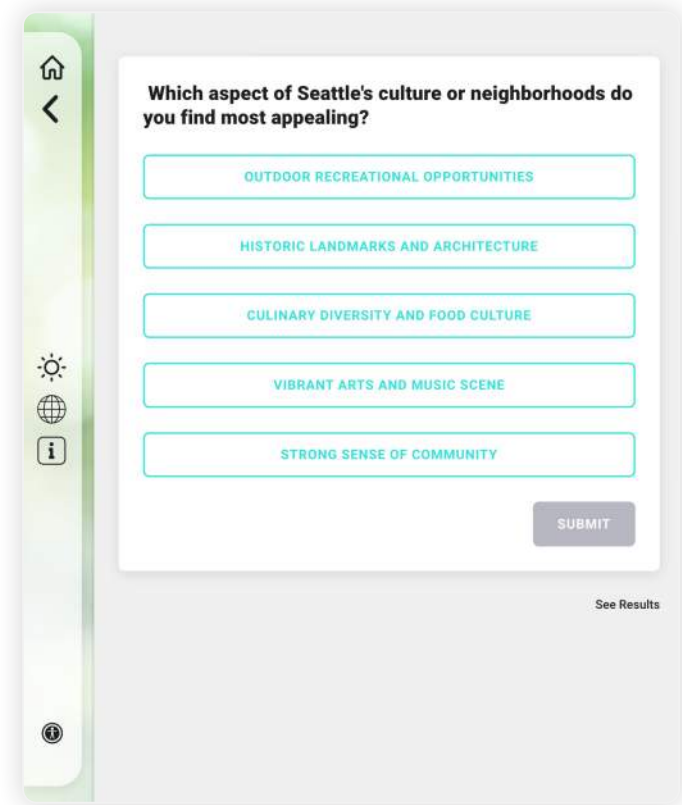 Which aspect of Seattle's culture or neighborhoods do
you find most appealing?
OUTDOOR RECREATIONAL OPPORTUNITIES
HISTORIC LANDMARKS AND ARCHITECTURE
CULINARY DIVERSITY AND FOOD CULTURE
VIBRANT ARTS AND MUSIC SCENE
STRONG SENSE OF COMMUNITY
SUBMIT
See Results